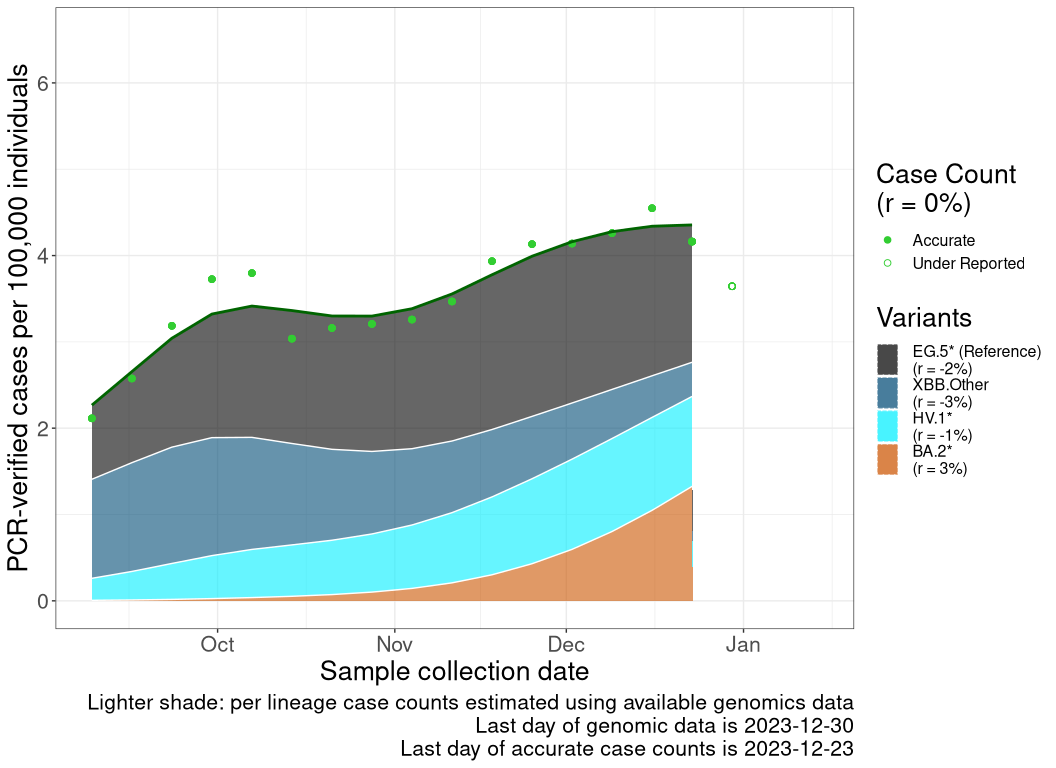 PCR-verified cases per 100,000 individuals
6
4
2
0
Oct
Nov
Dec
Jan
Sample collection date
Lighter shade: per lineage case counts estimated using available genomics data
Last day of genomic data is 2023-12-30
Last day of accurate case counts is 2023-12-23
Case Count
(r = 0%)
Accurate
Under Reported
Variants
EG.5* (Reference)
(r = -2%)
XBB.Other
(r = -3%)
HV.1*
(r = -1%)
BA.2*
(r = 3%)